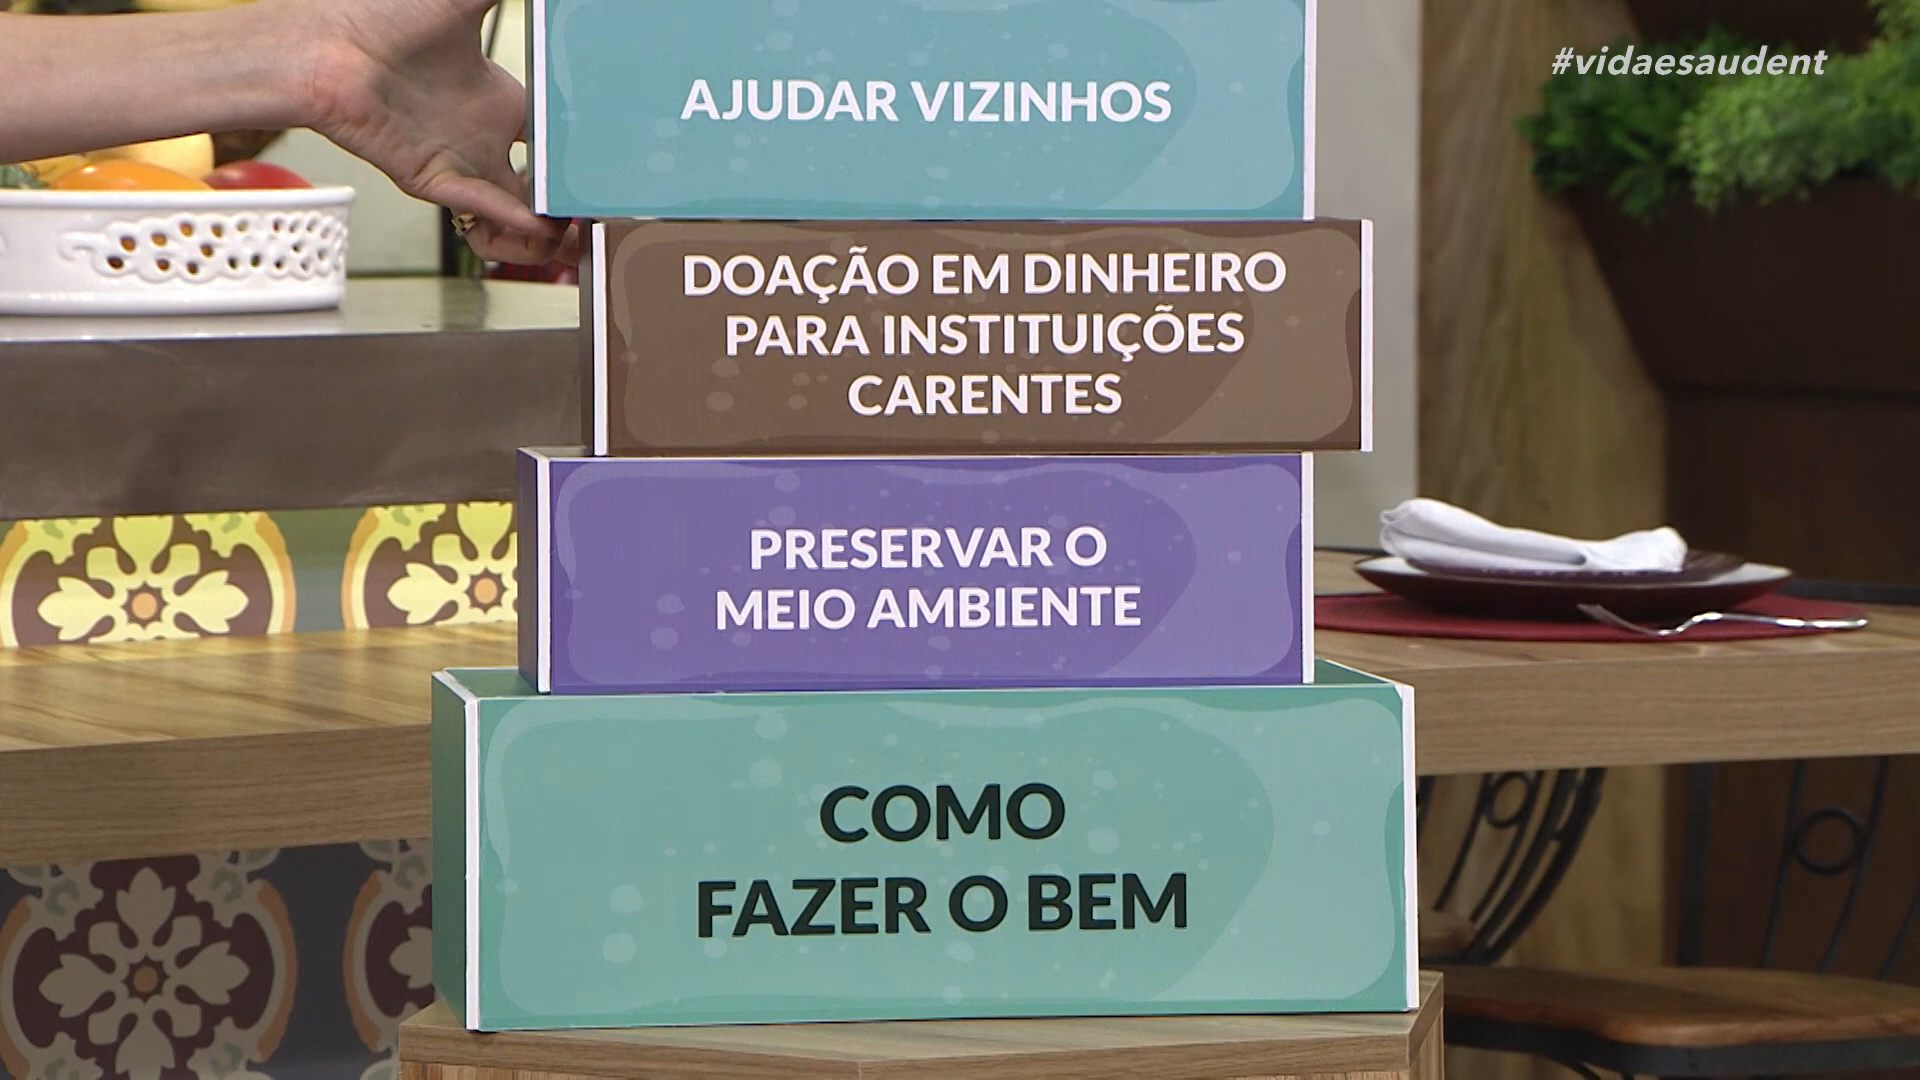 #vidaesaudent
AJUDAR VIZINHOS
DOAÇÃO EM DINHEIRO
PARA INSTITUIÇÕES
CARENTES
PRESERVAR O
MEIO AMBIENTE
COMO
FAZER O BEM